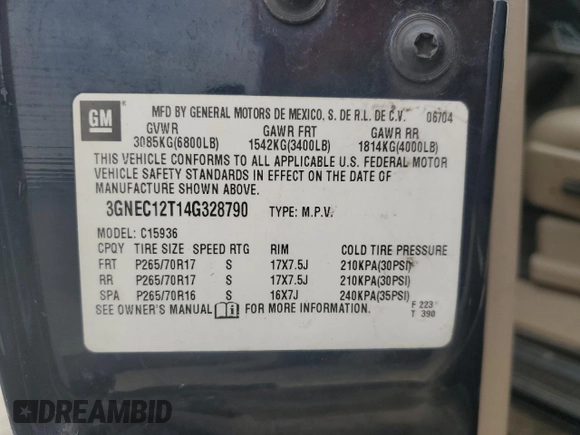 GM
MFD BY GENERAL MOTORS DE MEXICO, S. DE R.L. DE C.V. 06/04
GVWR GAWR FRT GAWR RR
3085KG(6800LB) 1542KG(3400LB) 1814KG(4000LB)
THIS VEHICLE CONFORMS TO ALL APPLICABLE U.S. FEDERAL MOTOR
VEHICLE SAFETY STANDARDS IN EFFECT ON THE DATE OF
MANUFACTURE SHOWN ABOVE.
3GNEC12T14G328790 TYPE: M.P.V.
MODEL: C15936
CPQY TIRE SIZE SPEED RTG RIM COLD TIRE PRESSURE
FRT P265/70R17 S 17X7.5J 210KPA(30PSI)
RR P265/70R17 S 17X7.5J 210KPA(30PSI)
SPA P265/70R16 S 16X7J 240KPA(35PSI)
SEE OWNER'S MANUAL FOR MORE INFORMATION.
F 223
T 390
DREAMBID